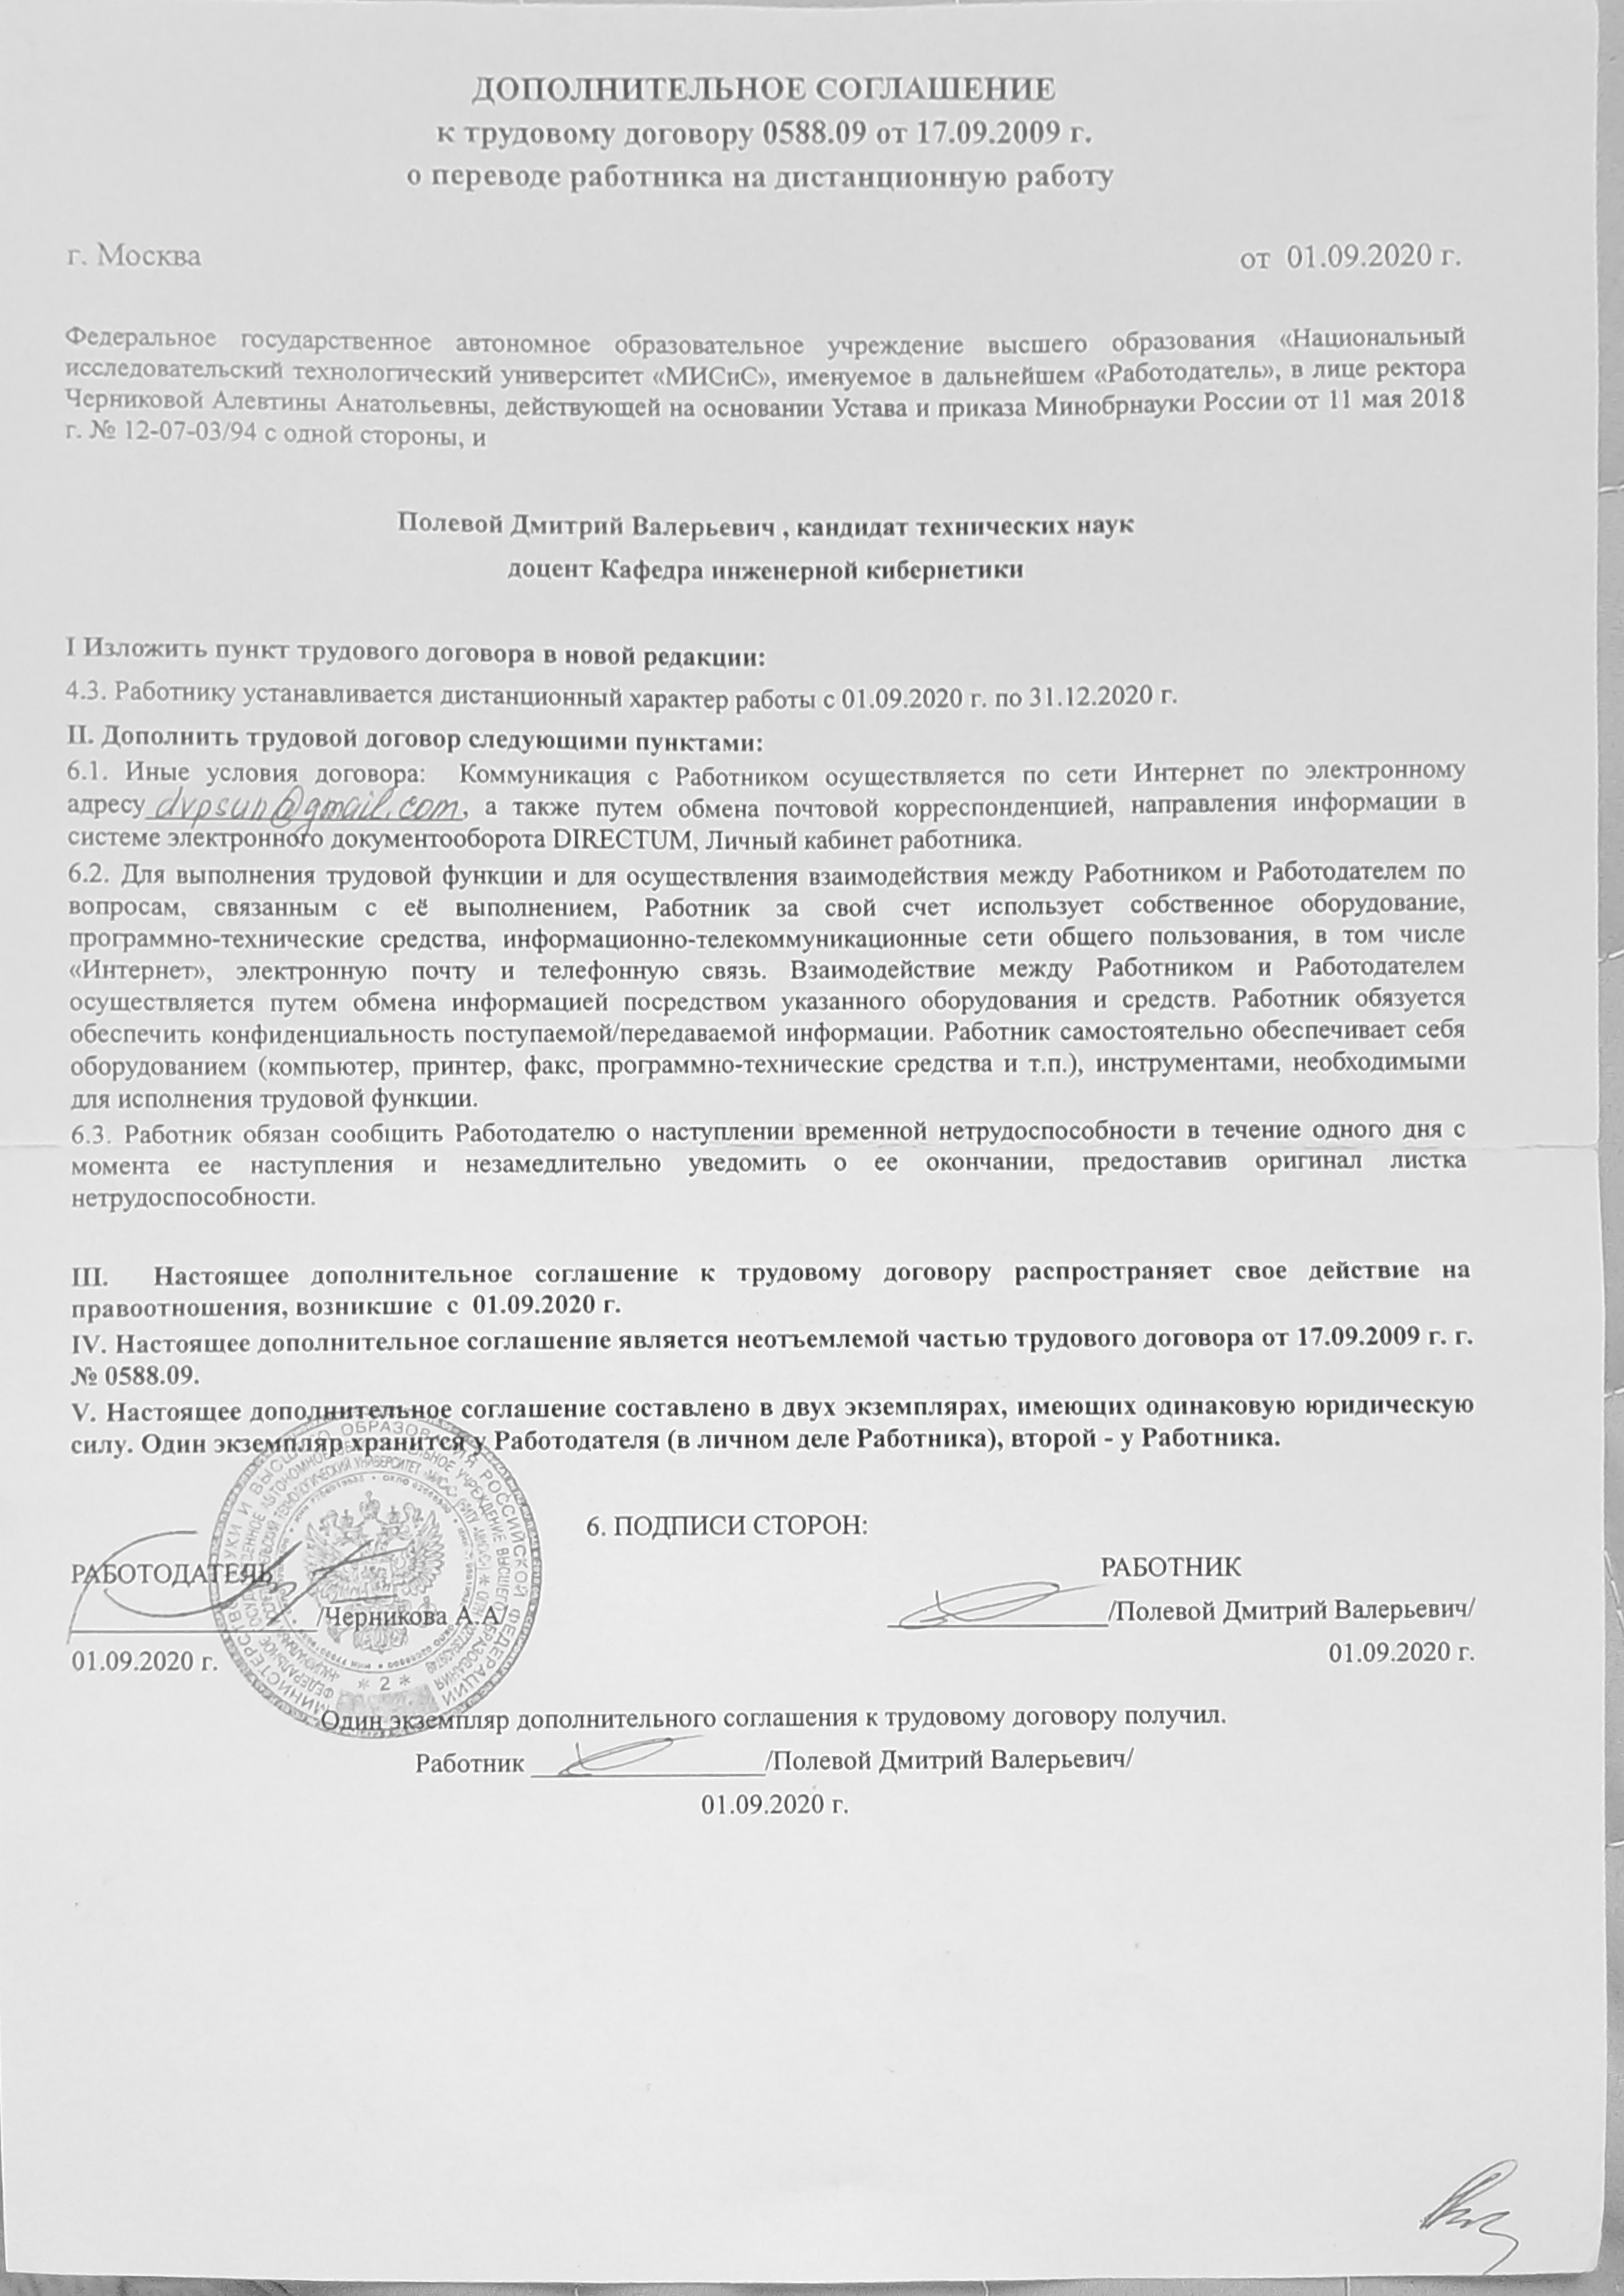 ДОПОЛНИТЕЛЬНОЕ СОГЛАШЕНИЕ
к трудовому договору 0588.09 от 17.09.2009 г.
о переводе работника на дистанционную работу
г. Москва от 01.09.2020 г.
Федеральное государственное автономное образовательное учреждение высшего образования «Национальный
исследовательский технологический университет «МИСиС», именуемое в дальнейшем «Работодатель», в лице ректора
Черниковой Алевтины Анатольевны, действующей на основании Устава и приказа Минобрнауки России от 11 мая 2018
г. № 12-07-03/94 с одной стороны, и
Полевой Дмитрий Валерьевич , кандидат технических наук
доцент Кафедра инженерной кибернетики
I Изложить пункт трудового договора в новой редакции:
4.3. Работнику устанавливается дистанционный характер работы с 01.09.2020 г. по 31.12.2020 г.
II. Дополнить трудовой договор следующими пунктами:
6.1. Иные условия договора: Коммуникация с Работником осуществляется по сети Интернет по электронному
адресу dvpsun@gmail.com, а также путем обмена почтовой корреспонденцией, направления информации в
системе электронного документооборота DIRECTUM, Личный кабинет работника.
6.2. Для выполнения трудовой функции и для осуществления взаимодействия между Работником и Работодателем по
вопросам, связанным с её выполнением, Работник за свой счет использует собственное оборудование,
программно-технические средства, информационно-телекоммуникационные сети общего пользования, в том числе
«Интернет», электронную почту и телефонную связь. Взаимодействие между Работником и Работодателем
осуществляется путем обмена информацией посредством указанного оборудования и средств. Работник обязуется
обеспечить конфиденциальность поступаемой/передаваемой информации. Работник самостоятельно обеспечивает себя
оборудованием (компьютер, принтер, факс, программно-технические средства и т.п.), инструментами, необходимыми
для исполнения трудовой функции.
6.3. Работник обязан сообщить Работодателю о наступлении временной нетрудоспособности в течение одного дня с
момента ее наступления и незамедлительно уведомить о ее окончании, предоставив оригинал листка
нетрудоспособности.
III. Настоящее дополнительное соглашение к трудовому договору распространяет свое действие на
правоотношения, возникшие с 01.09.2020 г.
IV. Настоящее дополнительное соглашение является неотъемлемой частью трудового договора от 17.09.2009 г. г.
№ 0588.09.
V. Настоящее дополнительное соглашение составлено в двух экземплярах, имеющих одинаковую юридическую
силу. Один экземпляр хранится у Работодателя (в личном деле Работника), второй - у Работника.
6. ПОДПИСИ СТОРОН:
РАБОТОДАТЕЛЬ РАБОТНИК
/Черникова А.А/ /Полевой Дмитрий Валерьевич/
01.09.2020 г. 01.09.2020 г.
* 2 *
Один экземпляр дополнительного соглашения к трудовому договору получил.
Работник /Полевой Дмитрий Валерьевич/
01.09.2020 г.